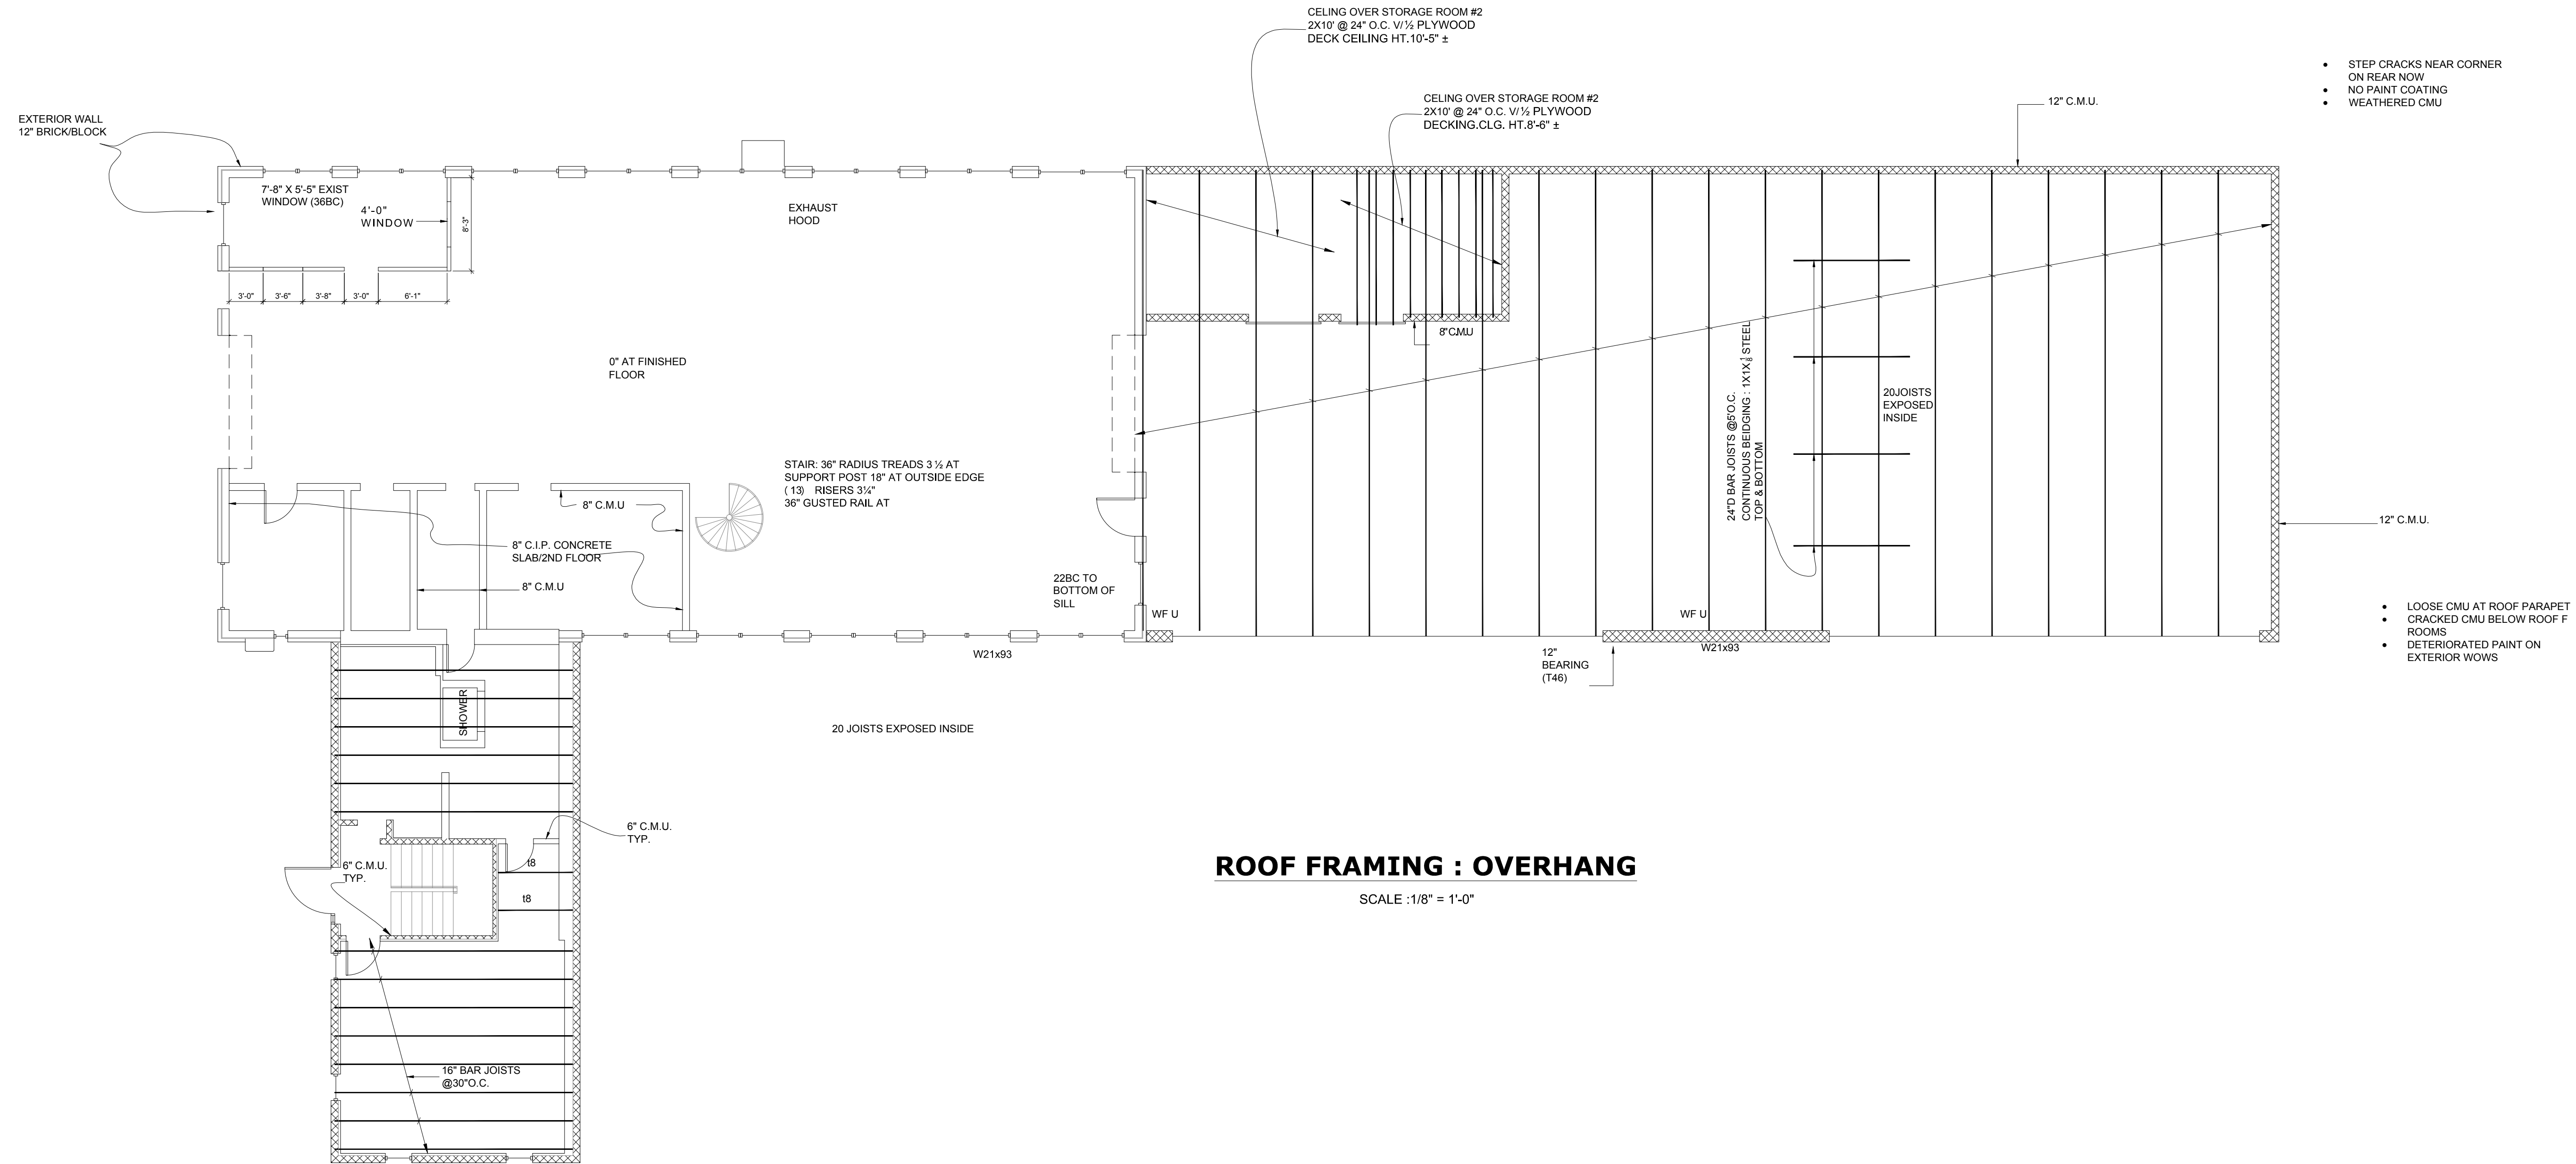 CELING OVER STORAGE ROOM #2
2X10' @ 24" O.C. V/ ½ PLYWOOD
DECK CEILING HT.10'-5" ±
STEP CRACKS NEAR CORNER
ON REAR NOW
NO PAINT COATING
WEATHERED CMU
CELING OVER STORAGE ROOM #2
2X10' @ 24" O.C. V/ ½ PLYWOOD
DECKING.CLG. HT.8'-6" ±
12" C.M.U.
EXTERIOR WALL
12" BRICK/BLOCK
7'-8" X 5'-5" EXIST
WINDOW (36BC)
4'-0"
WINDOW
8'-3"
EXHAUST
HOOD
3'-0"
3'-6"
3'-8"
3'-0"
6'-1"
8"C.M.U
0" AT FINISHED
FLOOR
24"D BAR JOISTS @5'O.C.
CONTINUOUS BEIDGING : 1X1X 1/8 STEEL
TOP & BOTTOM
20JOISTS
EXPOSED
INSIDE
STAIR: 36" RADIUS TREADS 3 ½ AT
SUPPORT POST 18" AT OUTSIDE EDGE
( 13) RISERS 3¼"
36" GUSTED RAIL AT
8" C.M.U
12" C.M.U.
8" C.I.P. CONCRETE
SLAB/2ND FLOOR
8" C.M.U
22BC TO
BOTTOM OF
SILL
WF U
WF U
LOOSE CMU AT ROOF PARAPET
CRACKED CMU BELOW ROOF F
ROOMS
DETERIORATED PAINT ON
EXTERIOR WOWS
W21x93
12"
BEARING
(T46)
W21x93
SHOWER
20 JOISTS EXPOSED INSIDE
6" C.M.U.
TYP.
6" C.M.U.
TYP.
t8
t8
ROOF FRAMING : OVERHANG
SCALE :1/8" = 1'-0"
16" BAR JOISTS
@30"O.C.